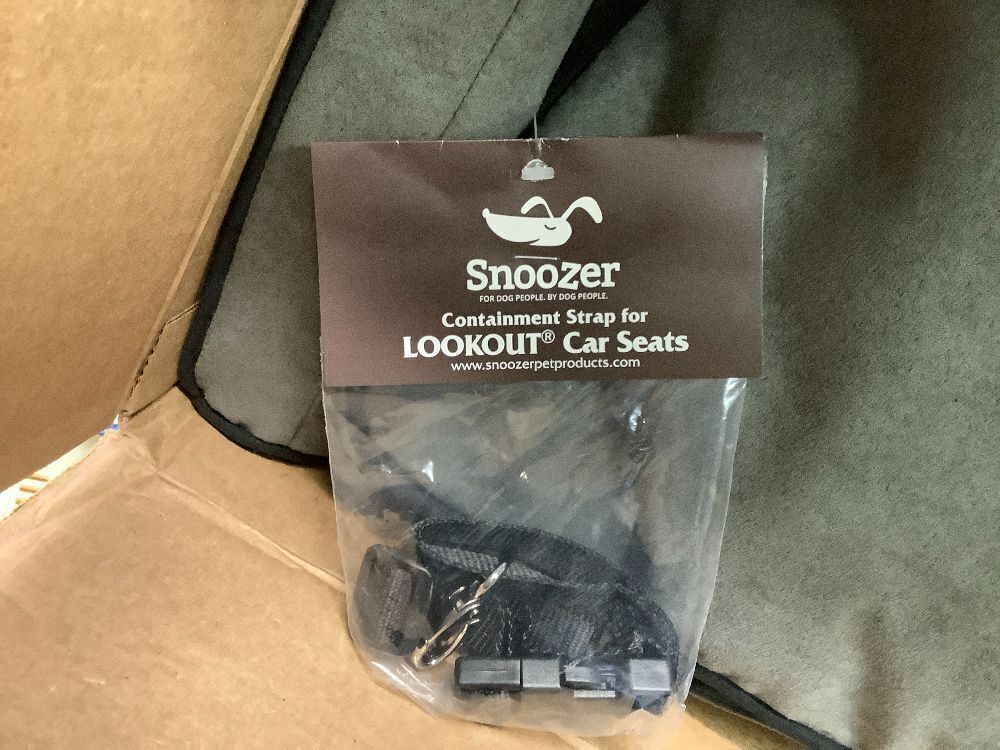 Snoozer
FOR DOG PEOPLE. BY DOG PEOPLE.
Containment Strap for
LOOKOUT® Car Seats
www.snoozerpetproducts.com